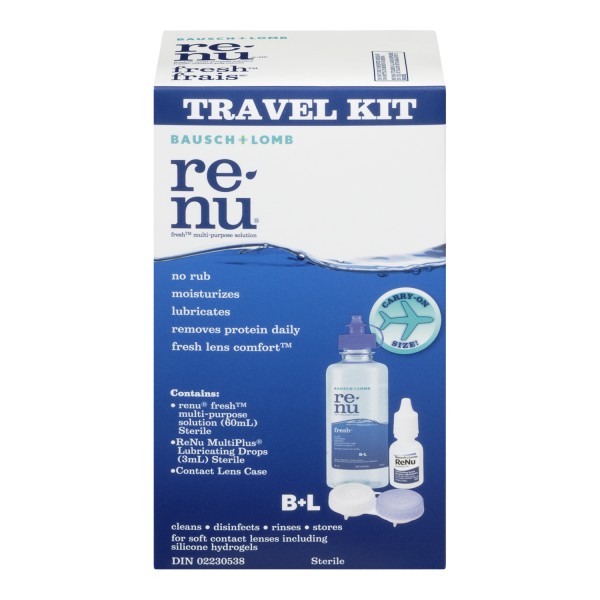 BAUSCH + LOMB
re
nu
fresh™
frais™
TRAVEL KIT
BAUSCH + LOMB
re
nu®
fresh™ multi-purpose solution
no rub
moisturizes
lubricates
removes protein daily
fresh lens comfort™
CARRY-ON
SIZE!
Contains:
• renu® fresh™
multi-purpose
solution (60mL)
Sterile
•ReNu MultiPlus®
Lubricating Drops
(3mL) Sterile
•Contact Lens Case
BAUSCH + LOMB
re
nu
fresh™
B+L
ReNu
B+L
cleans • disinfects • rinses • stores
for soft contact lenses including
silicone hydrogels
DIN 02230538 Sterile